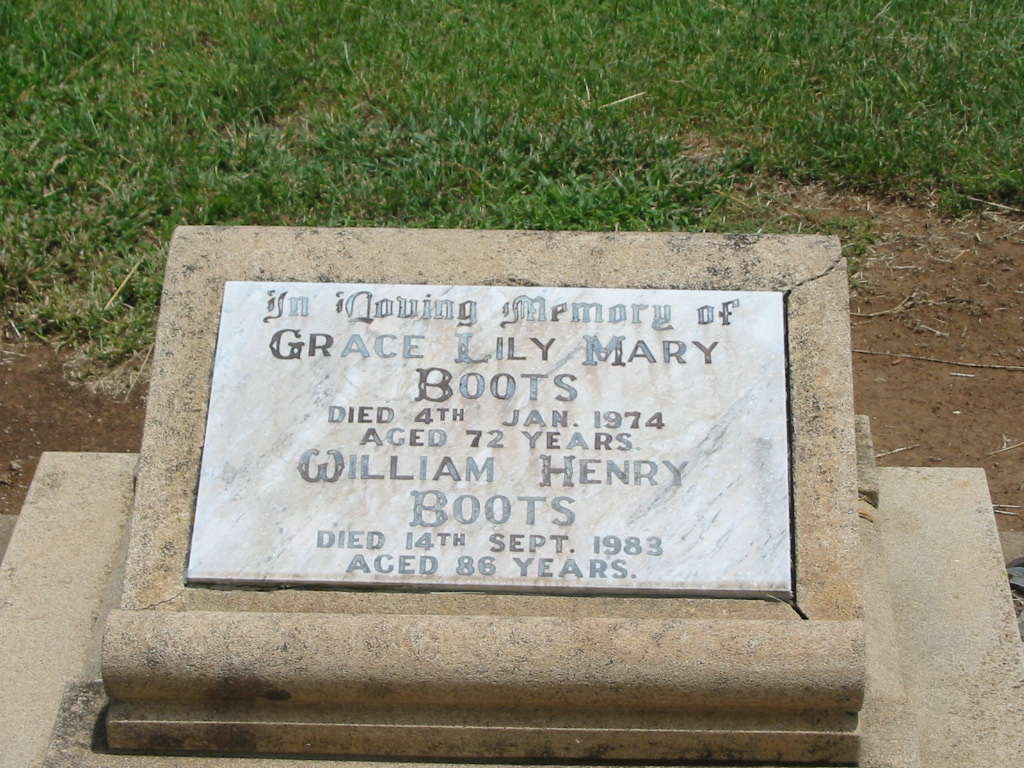 In Loving Memory of
GRACE LILY MARY
BOOTS
DIED 4TH JAN. 1974
AGED 72 YEARS.
WILLIAM HENRY
BOOTS
DIED 14TH SEPT. 1983
AGED 86 YEARS.